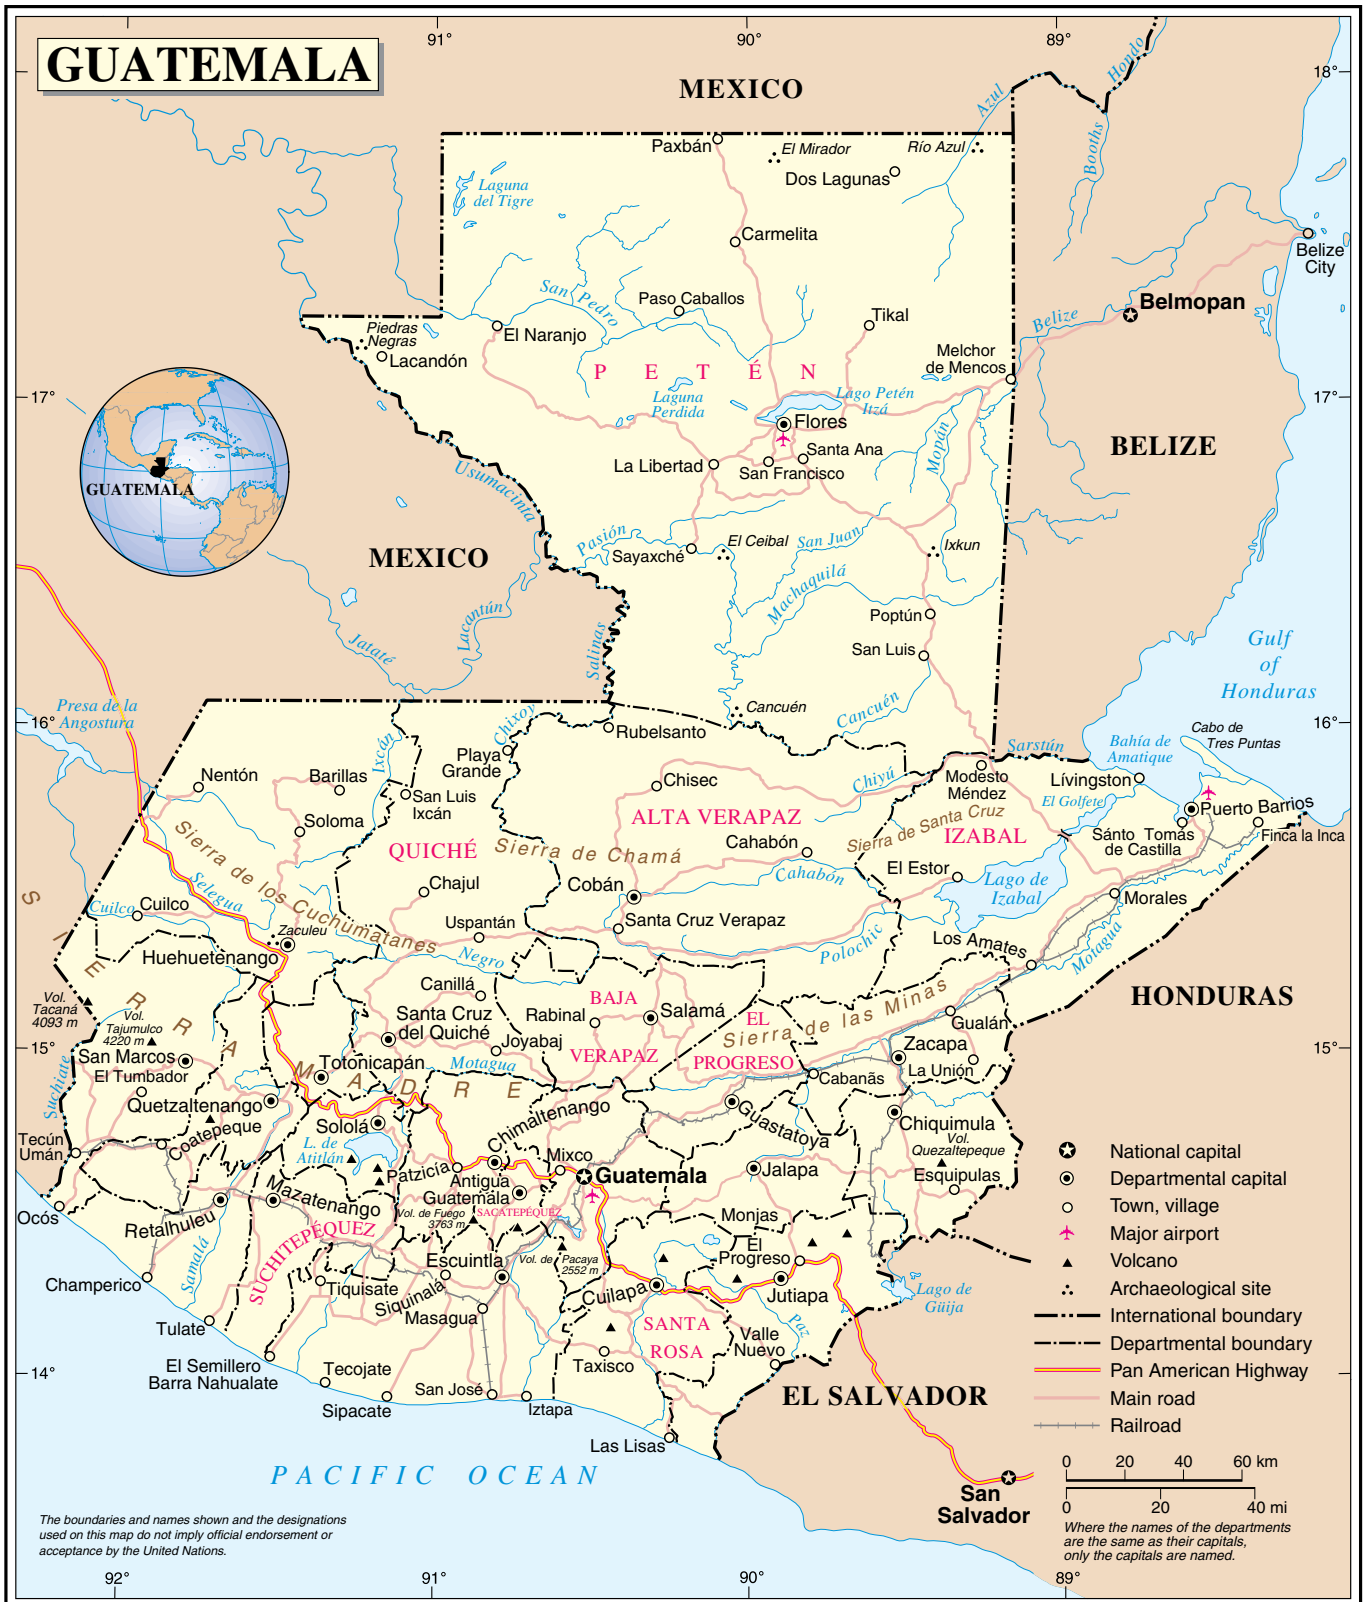 GUATEMALA
91°
90°
89°
18°
MEXICO
Hondo
Azul
Booths
Paxbán
El Mirador
Río Azul
Dos Lagunas
Laguna
del Tigre
Carmelita
Belize
City
San Pedro
Paso Caballos
Belmopan
Tikal
Belize
Piedras
Negras
El Naranjo
Lacandón
Melchor
de Mencos
PETÉN
17°
17°
Laguna
Perdida
Lago Petén
Itzá
Flores
Mopán
BELIZE
Santa Ana
La Libertad
San Francisco
GUATEMALA
Usumacinta
MEXICO
Pasión
El Ceibal
San Juan
Ixkun
Sayaxché
Machaquilá
Lacantún
Poptún
Jataté
Salinas
San Luis
Gulf
of
Honduras
Presa de la
Angostura
Cancuén
Cancuén
16°
16°
Chixoy
Rubelsanto
Sarstún
Bahía de
Amatique
Cabo de
Tres Puntas
Ixcán
Playa
Grande
Nentón
Barillas
Chisec
Chiyú
Modesto
Méndez
Lívingston
San Luis
Ixcán
El Golfete
Puerto Barrios
Soloma
ALTA VERAPAZ
Sierra de Santa Cruz
IZABAL
Sánto Tomás
de Castilla
Finca la Inca
Sierra de los Cuchumatanes
QUICHÉ
Sierra de Chamá
Cahabón
Cahabón
El Estor
Lago de
Izabal
Selegua
Chajul
Cobán
Morales
Cuilco
Cuilco
Uspantán
Santa Cruz Verapaz
Zaculeu
Huehuetenango
Negro
Polochic
Los Amates
Motagua
SIERRA MADRE
Canillá
BAJA
VERAPAZ
HONDURAS
Vol.
Tacaná
4093 m
Vol.
Tajumulco
4220 m
Santa Cruz
del Quiché
Rabinal
Salamá
EL
PROGRESO
Sierra de las Minas
Gualán
Joyabaj
Zacapa
15°
15°
San Marcos
El Tumbador
Totonicapán
Motagua
La Unión
Cabanãs
Suchiate
Quetzaltenango
Chimaltenango
Guastatoya
Chiquimula
Sololá
Coatepeque
Tecún
Umán
L. de
Atitlán
Vol.
Quezaltepeque
Patzicía
Mixco
Guatemala
Jalapa
Esquipulas
Antigua
Guatemala
Mazatenango
Ocós
Retalhuleu
Vol. de Fuego
3763 m
SACATEPÉQUEZ
Monjas
SUCHITEPÉQUEZ
El
Progreso
Escuintla
Vol. de Pacaya
2552 m
Champerico
Samalá
Tiquisate
Siquinalá
Cuilapa
Jutiapa
Lago de
Güija
Masagua
Tulate
SANTA
ROSA
Paz
Valle
Nuevo
El Semillero
Barra Nahualate
Taxisco
14°
Tecojate
San José
EL SALVADOR
Sipacate
Iztapa
Las Lisas
PACIFIC OCEAN
San
Salvador
National capital
Departmental capital
Town, village
Major airport
Volcano
Archaeological site
International boundary
Departmental boundary
Pan American Highway
Main road
Railroad
0 20 40 60 km
0 20 40 mi
Where the names of the departments
are the same as their capitals,
only the capitals are named.
The boundaries and names shown and the designations
used on this map do not imply official endorsement or
acceptance by the United Nations.
92°
91°
90°
89°